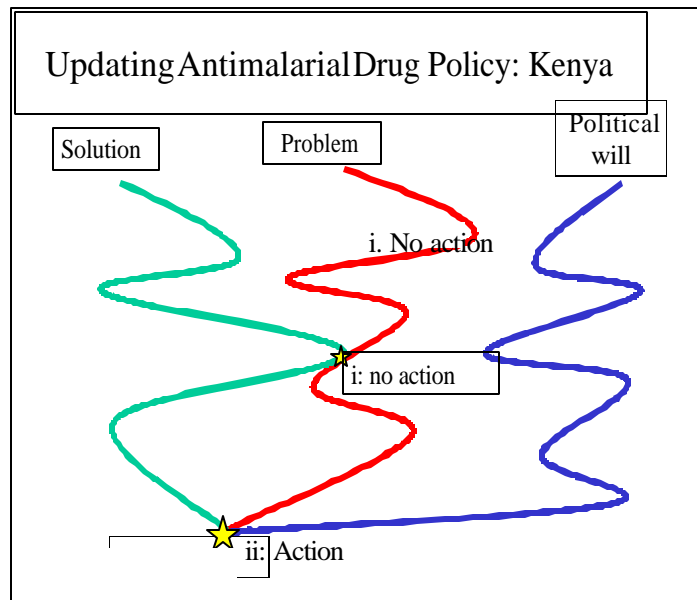 Updating Antimalarial Drug Policy: Kenya
Solution
Problem
Political
will
i. No action
i: no action
ii: Action